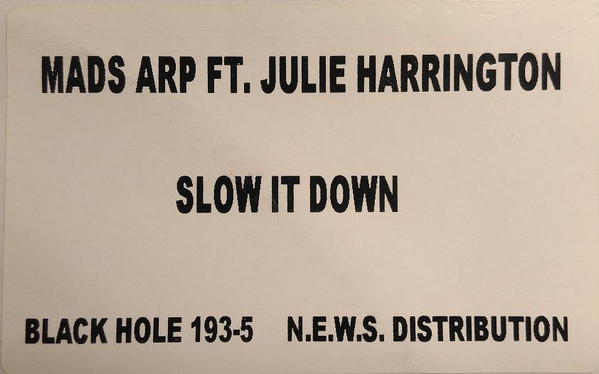 MADS ARP FT. JULIE HARRINGTON
SLOW IT DOWN
BLACK HOLE 193-5 N.E.W.S. DISTRIBUTION